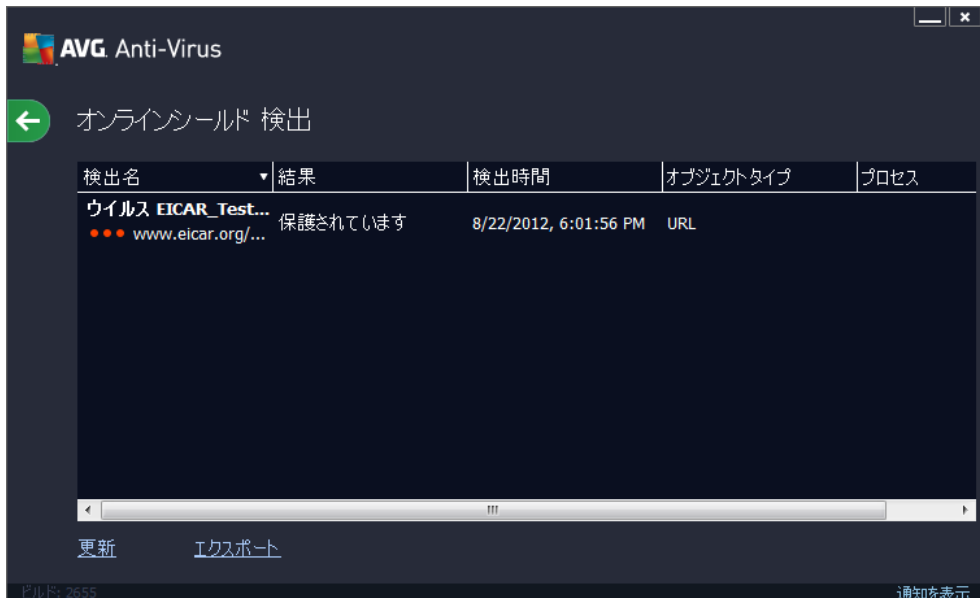 AVG. Anti-Virus
オンラインシールド 検出
検出名 結果 検出時間 オブジェクトタイプ プロセス
ウイルス EICAR_Test...
www.eicar.org/...
保護されています 8/22/2012, 6:01:56 PM URL
更新 エクスポート
ビルド: 2655 通知を表示